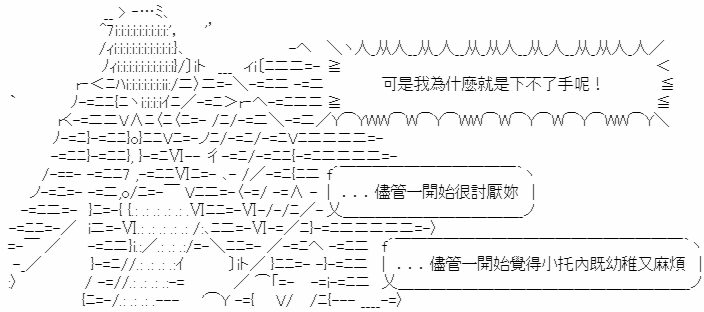 可是我為什麼就是下不了手呢！
...儘管一開始很討厭妳
...儘管一開始覺得小托內既幼稚又麻煩